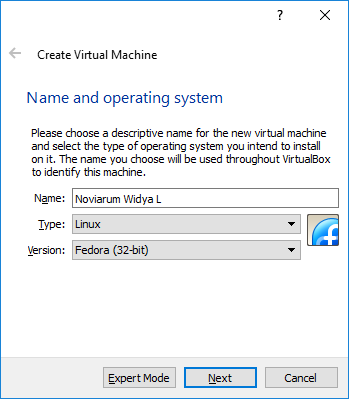 ?
Create Virtual Machine
Name and operating system
Please choose a descriptive name for the new virtual machine
and select the type of operating system you intend to install
on it. The name you choose will be used throughout VirtualBox
to identify this machine.
Name: Noviarum Widya L
Type: Linux
Version: Fedora (32-bit)
Expert Mode Next Cancel